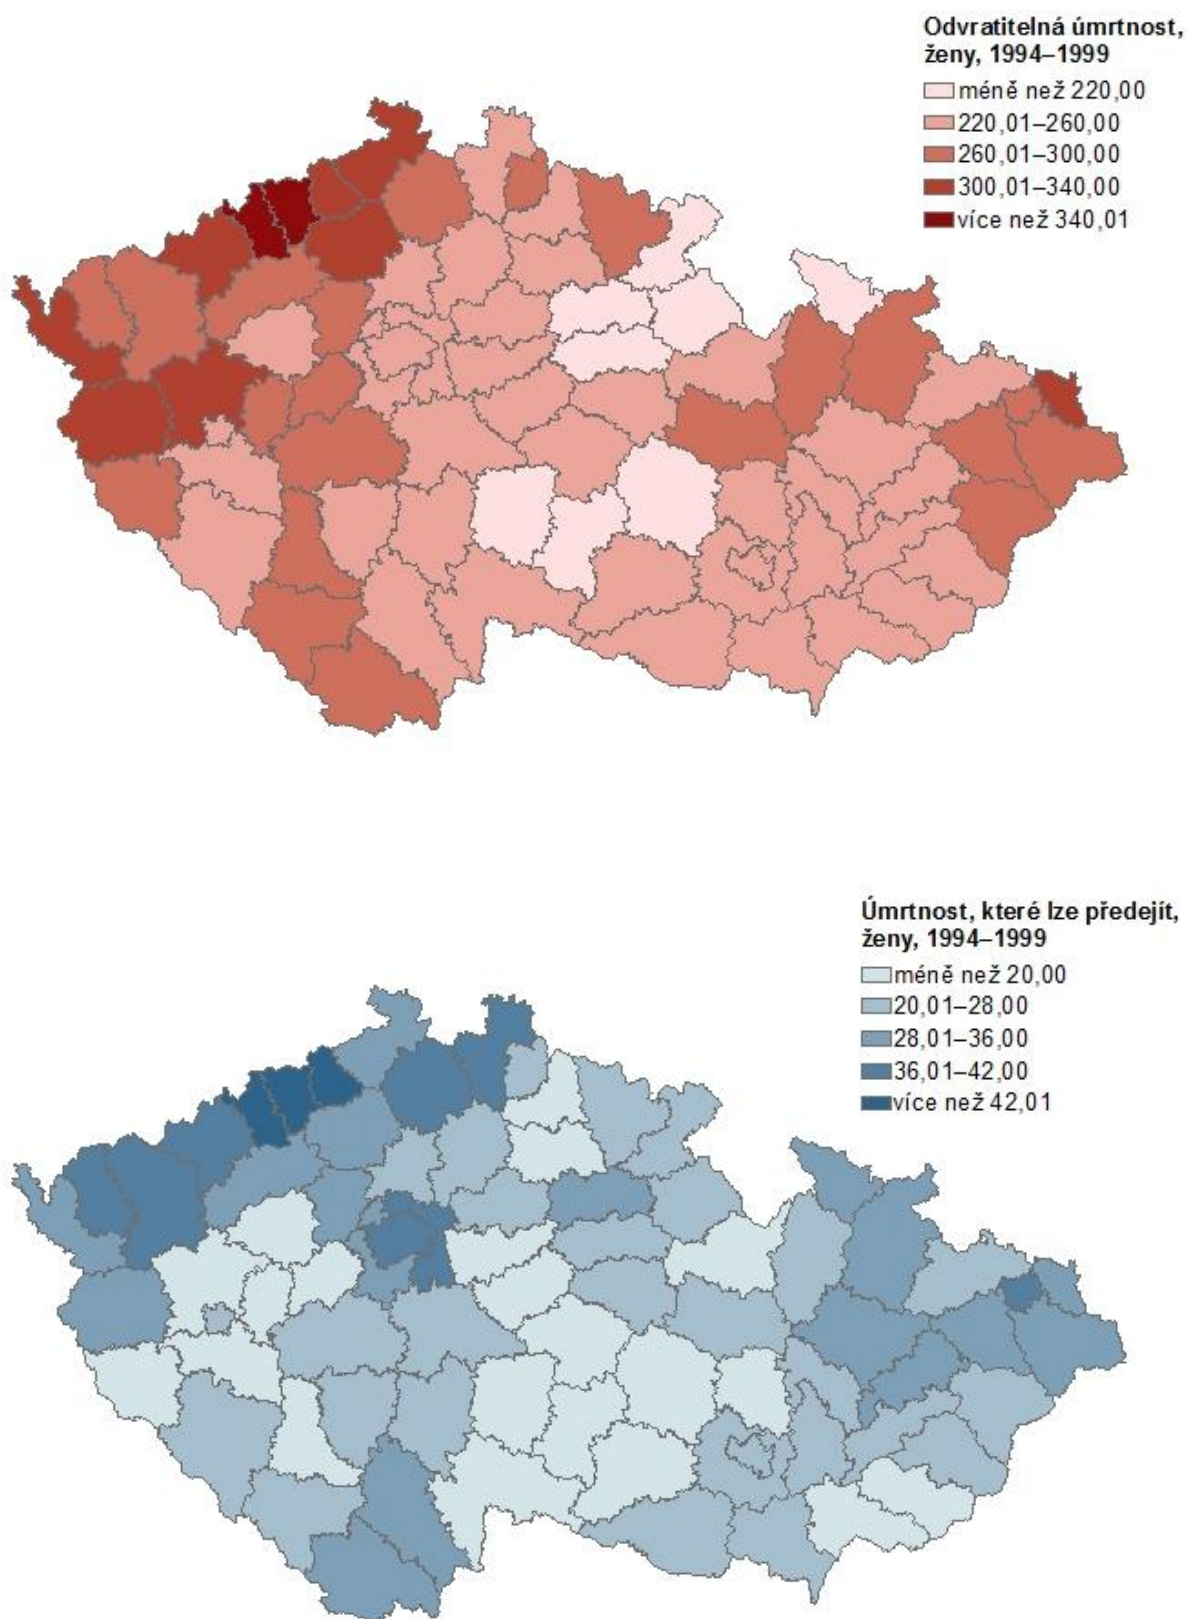 Odvratitelná úmrtnost,
ženy, 1994–1999
méně než 220,00
220,01–260,00
260,01–300,00
300,01–340,00
více než 340,01
Úmrtnost, které lze předejít,
ženy, 1994–1999
méně než 20,00
20,01–28,00
28,01–36,00
36,01–42,00
více než 42,01